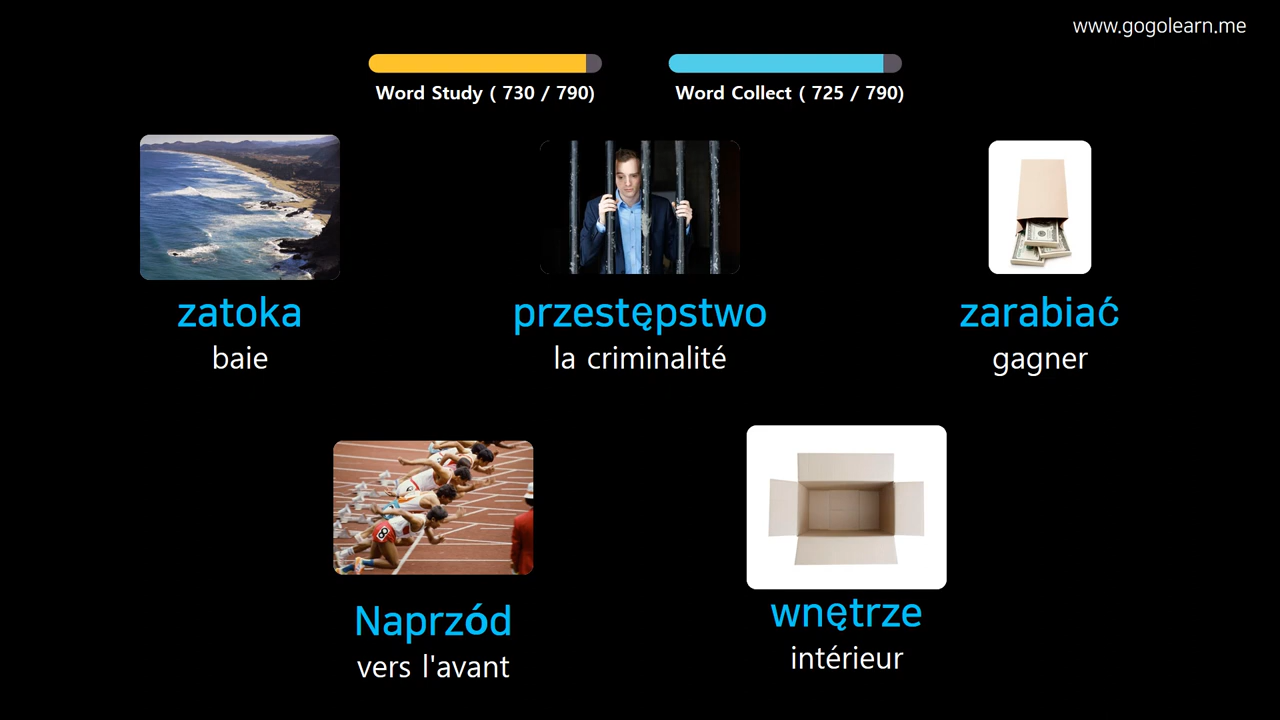 www.gogolearn.me
Word Study ( 730 / 790)
Word Collect ( 725 / 790)
zatoka
baie
przestępstwo
la criminalité
zarabiać
gagner
Naprzód
vers l'avant
wnętrze
intérieur